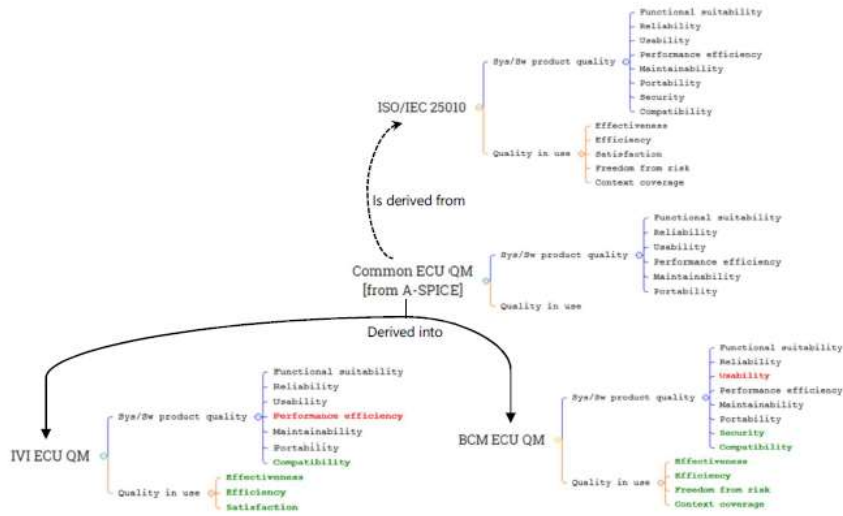 Functional suitability
Reliability
Usability
Sys/Sw product quality
Performance efficiency
Maintainability
Portability
Security
Compatibility
ISO/IEC 25010
Effectiveness
Efficiency
Quality in use
Satisfaction
Freedom from risk
Context coverage
Is derived from
Functional suitability
Reliability
Usability
Sys/Sw product quality
Performance efficiency
Maintainability
Portability
Common ECU QM
[from A-SPICE]
Quality in use
Derived into
Functional suitability
Reliability
Usability
Sys/Sw product quality
Performance efficiency
Maintainability
Portability
Compatibility
IVI ECU QM
Effectiveness
Quality in use
Efficiency
Satisfaction
Functional suitability
Reliability
Usability
Performance efficiency
Sys/Sw product quality
Maintainability
Portability
Security
Compatibility
BCM ECU QM
Effectiveness
Efficiency
Quality in use
Freedom from risk
Context coverage